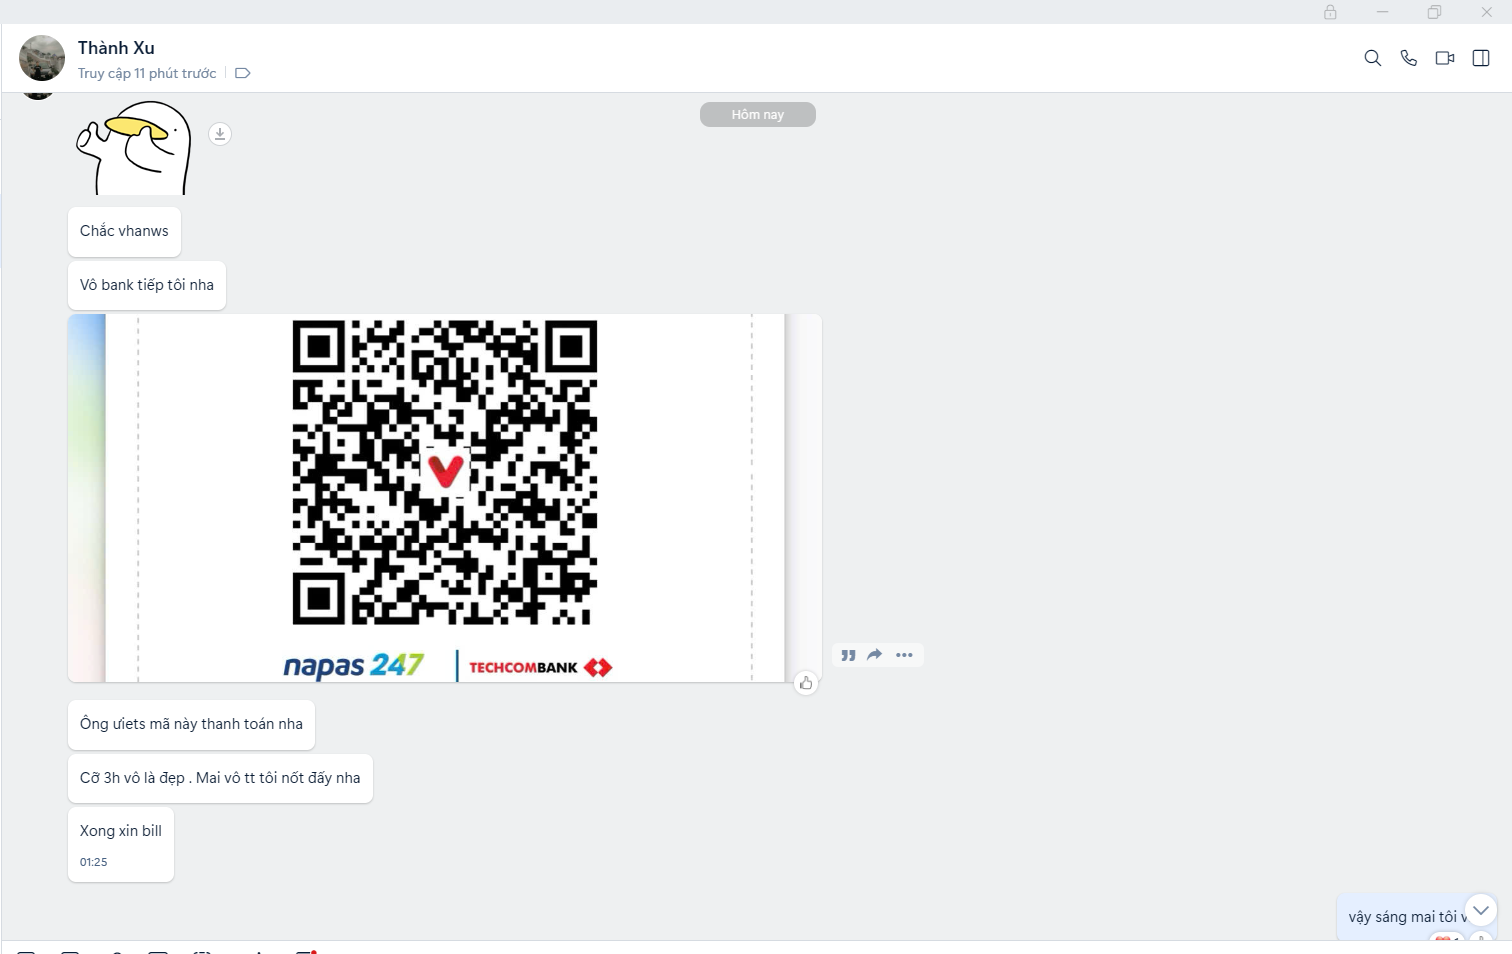 Thành Xu
Truy cập 11 phút trước
Hôm nay
Chắc vhanws
Vô bank tiếp tôi nha
napas 247
TECHCOMBANK
Ông ưiets mã này thanh toán nha
Cỡ 3h vô là đẹp . Mai vô tt tôi nốt đấy nha
Xong xin bill
01:25
vậy sáng mai tôi